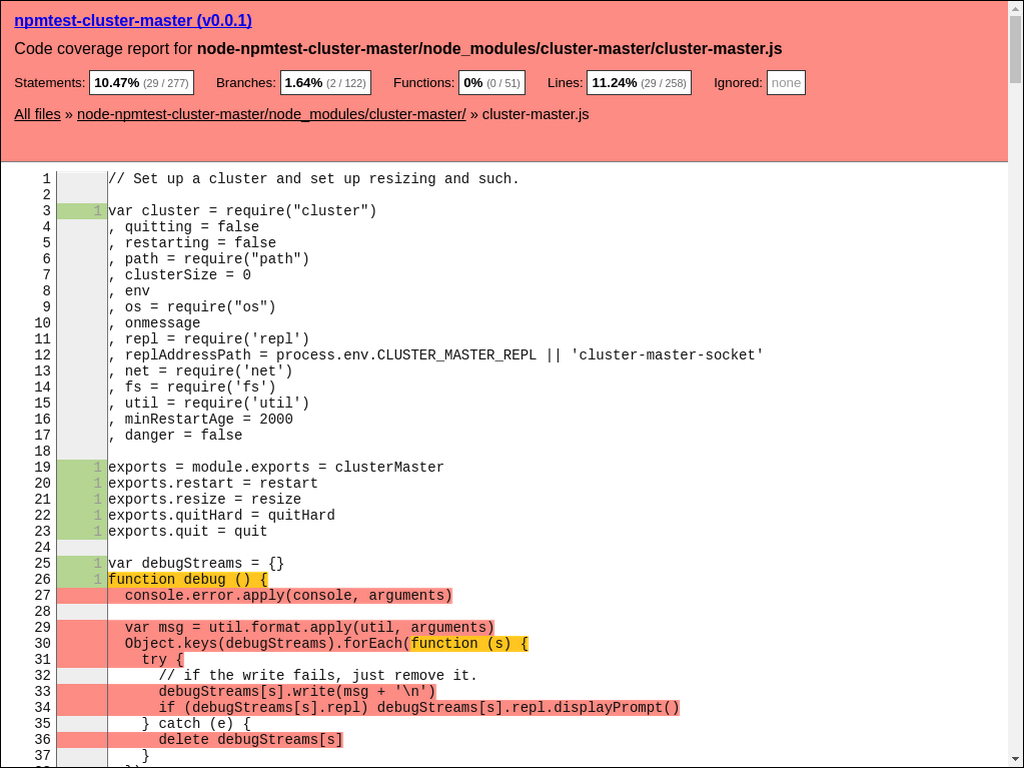 npmtest-cluster-master (v0.0.1)
Code coverage report for node-npmtest-cluster-master/node_modules/cluster-master/cluster-master.js
Statements: 10.47% (29 / 277) Branches: 1.64% (2 / 122) Functions: 0% (0 / 51) Lines: 11.24% (29 / 258) Ignored: none
All files » node-npmtest-cluster-master/node_modules/cluster-master/ » cluster-master.js
1 // Set up a cluster and set up resizing and such.
2
3 1 var cluster = require("cluster")
4 , quitting = false
5 , restarting = false
6 , path = require("path")
7 , clusterSize = 0
8 , env
9 , os = require("os")
10 , onmessage
11 , repl = require('repl')
12 , replAddressPath = process.env.CLUSTER_MASTER_REPL || 'cluster-master-socket'
13 , net = require('net')
14 , fs = require('fs')
15 , util = require('util')
16 , minRestartAge = 2000
17 , danger = false
18
19 1 exports = module.exports = clusterMaster
20 1 exports.restart = restart
21 1 exports.resize = resize
22 1 exports.quitHard = quitHard
23 1 exports.quit = quit
24
25 1 var debugStreams = {}
26 1 function debug () {
27 console.error.apply(console, arguments)
28
29 var msg = util.format.apply(util, arguments)
30 Object.keys(debugStreams).forEach(function (s) {
31 try {
32 // if the write fails, just remove it.
33 debugStreams[s].write(msg + '\n')
34 if (debugStreams[s].repl) debugStreams[s].repl.displayPrompt()
35 } catch (e) {
36 delete debugStreams[s]
37 }